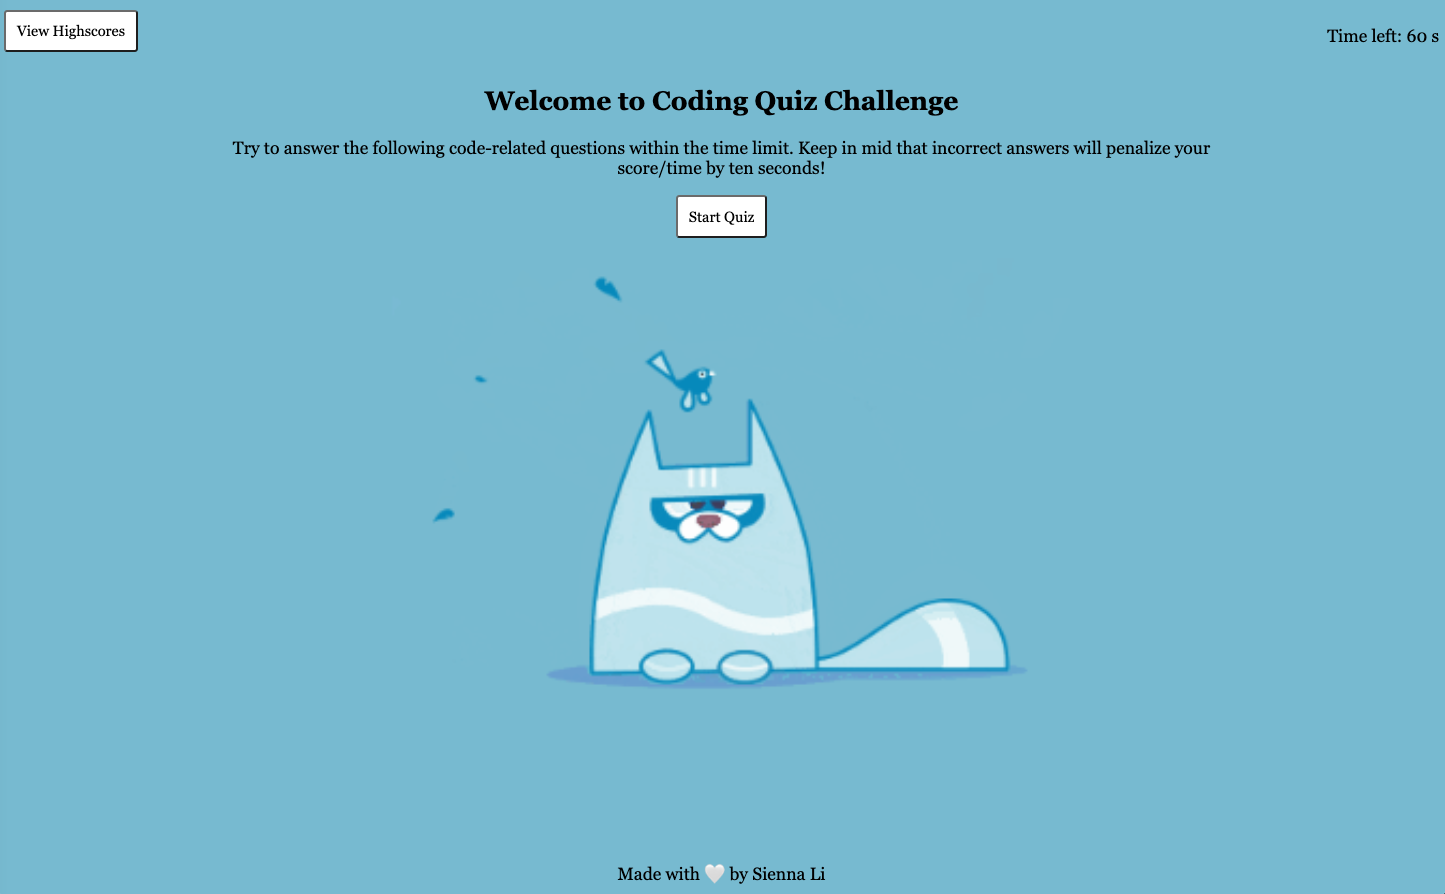 View Highscores
Time left: 60 s
Welcome to Coding Quiz Challenge
Try to answer the following code-related questions within the time limit. Keep in mid that incorrect answers will penalize your
score/time by ten seconds!
Start Quiz
Made with 🤍 by Sienna Li